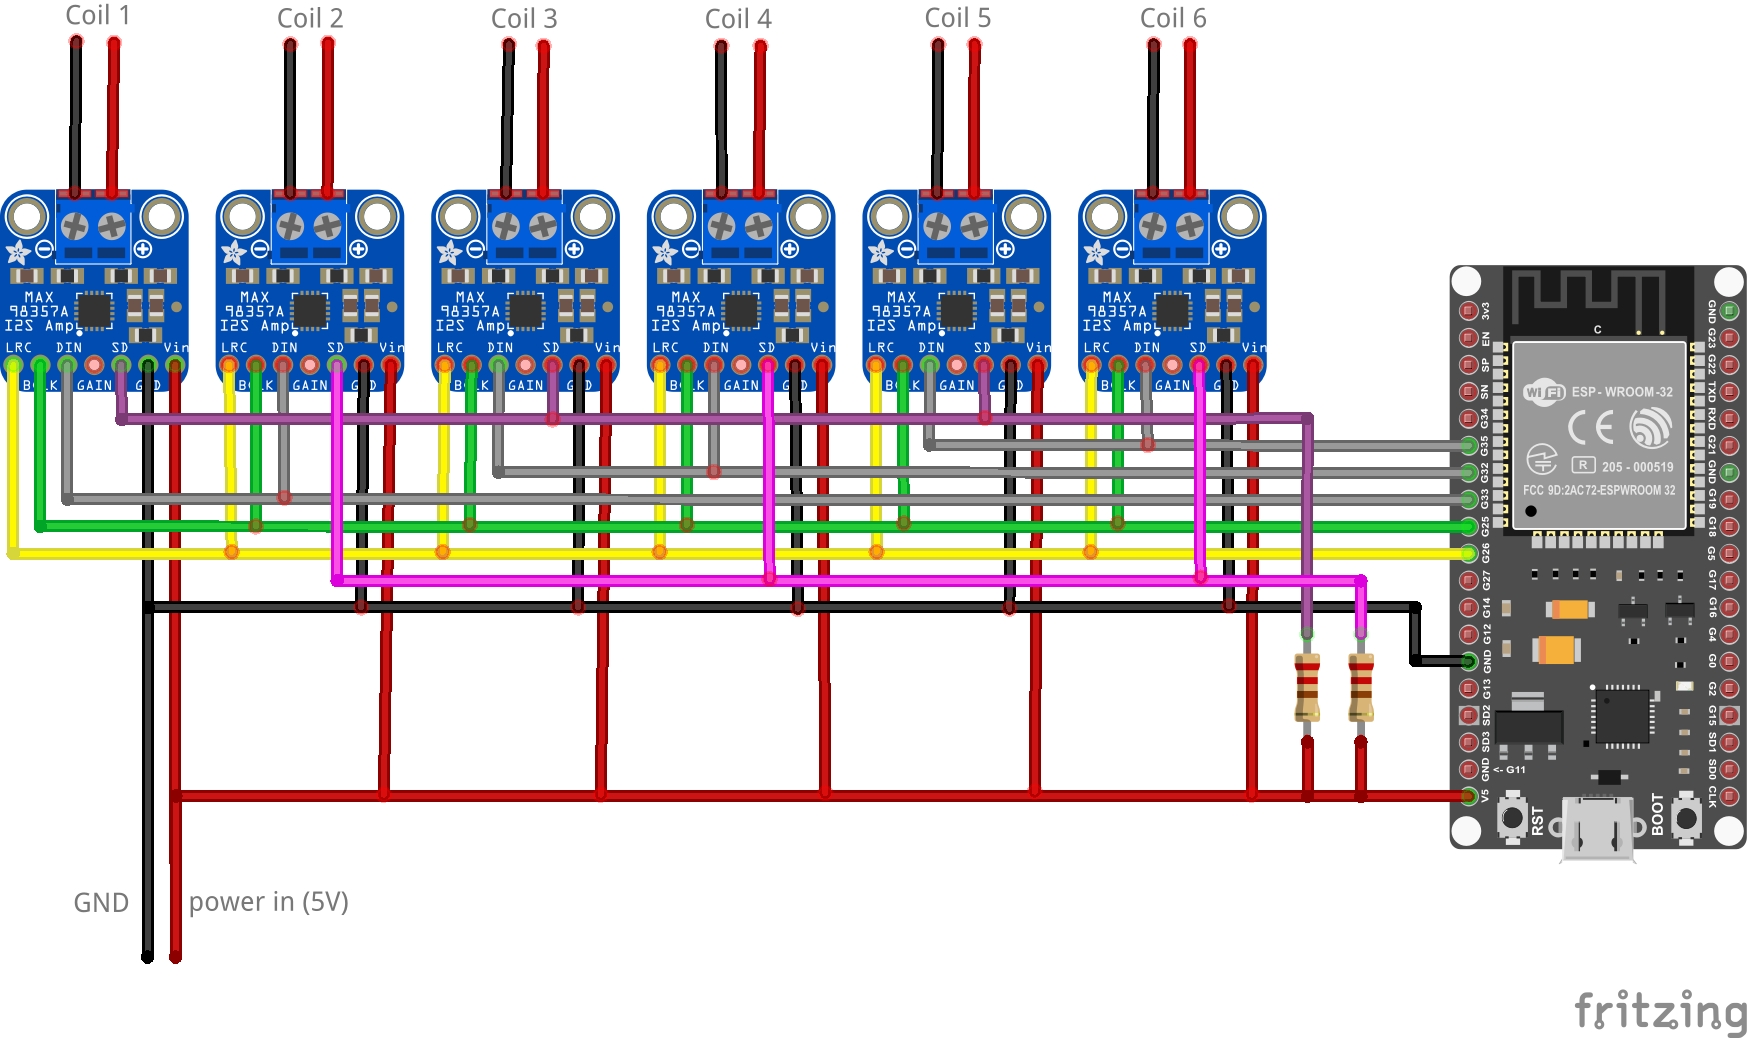 Coil 1
Coil 2
Coil 3
Coil 4
Coil 5
Coil 6
MAX
98357A
I2S Amp
LRC DIN SD Vin
BCLK GAIN GND
MAX
98357A
I2S Amp
LRC DIN SD Vin
BCLK GAIN GND
MAX
98357A
I2S Amp
LRC DIN SD Vin
BCLK GAIN GND
MAX
98357A
I2S Amp
LRC DIN SD Vin
BCLK GAIN GND
MAX
98357A
I2S Amp
LRC DIN SD Vin
BCLK GAIN GND
MAX
98357A
I2S Amp
LRC DIN SD Vin
BCLK GAIN GND
3V3
EN
SP
SN
G34
G35
G32
G33
G25
G26
G27
G14
G12
GND
G13
SD2
SD3
GND
V5
C
WiFi ESP-WROOM-32
CE
R 205-000519
FCC 9D:2AC72-ESPWROOM 32
<- G11
RST
BOOT
GND
G23
G22
TXD
RXD
G21
GND
G19
G18
G5
G17
G16
G4
G0
G2
G15
SD1
SD0
CLK
GND
power in (5V)
fritzing